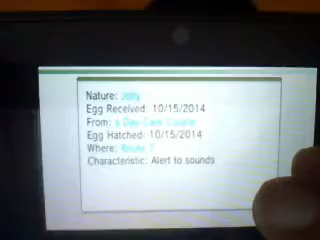 Nature: Jolly
Egg Received: 10/15/2014
From: a Day-Care Couple
Egg Hatched: 10/15/2014
Where: Route 7
Characteristic: Alert to sounds